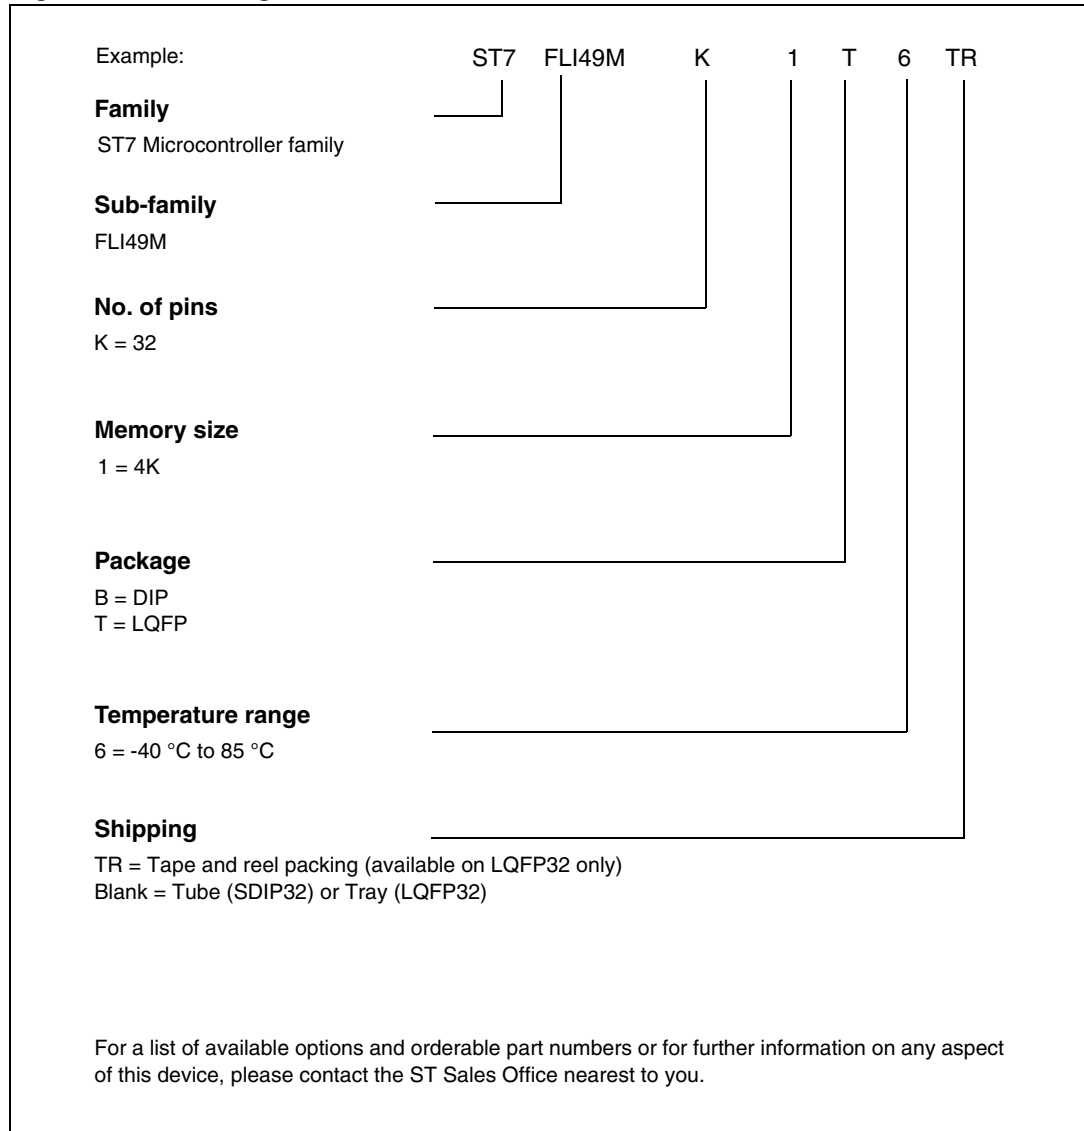 Example: ST7 FLI49M K 1 T 6 TR
Family
ST7 Microcontroller family
Sub-family
FLI49M
No. of pins
K = 32
Memory size
1 = 4K
Package
B = DIP
T = LQFP
Temperature range
6 = -40 °C to 85 °C
Shipping
TR = Tape and reel packing (available on LQFP32 only)
Blank = Tube (SDIP32) or Tray (LQFP32)
For a list of available options and orderable part numbers or for further information on any aspect
of this device, please contact the ST Sales Office nearest to you.